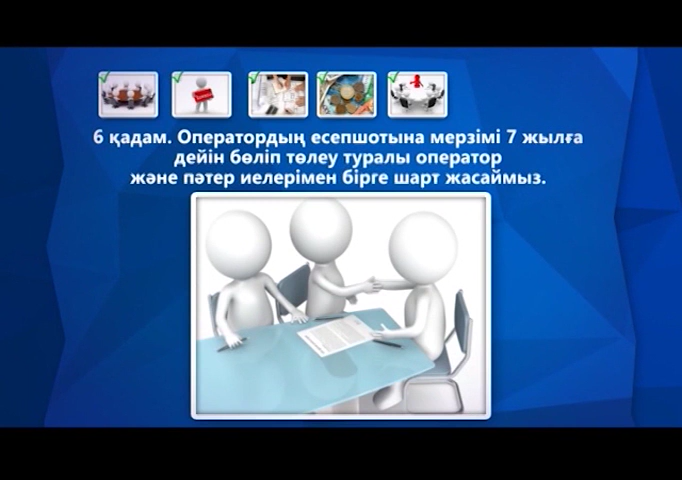 6 қадам. Оператордың есепшотына мерзімі 7 жылға
дейін бөліп төлеу туралы оператор
және пәтер иелерімен бірге шарт жасаймыз.